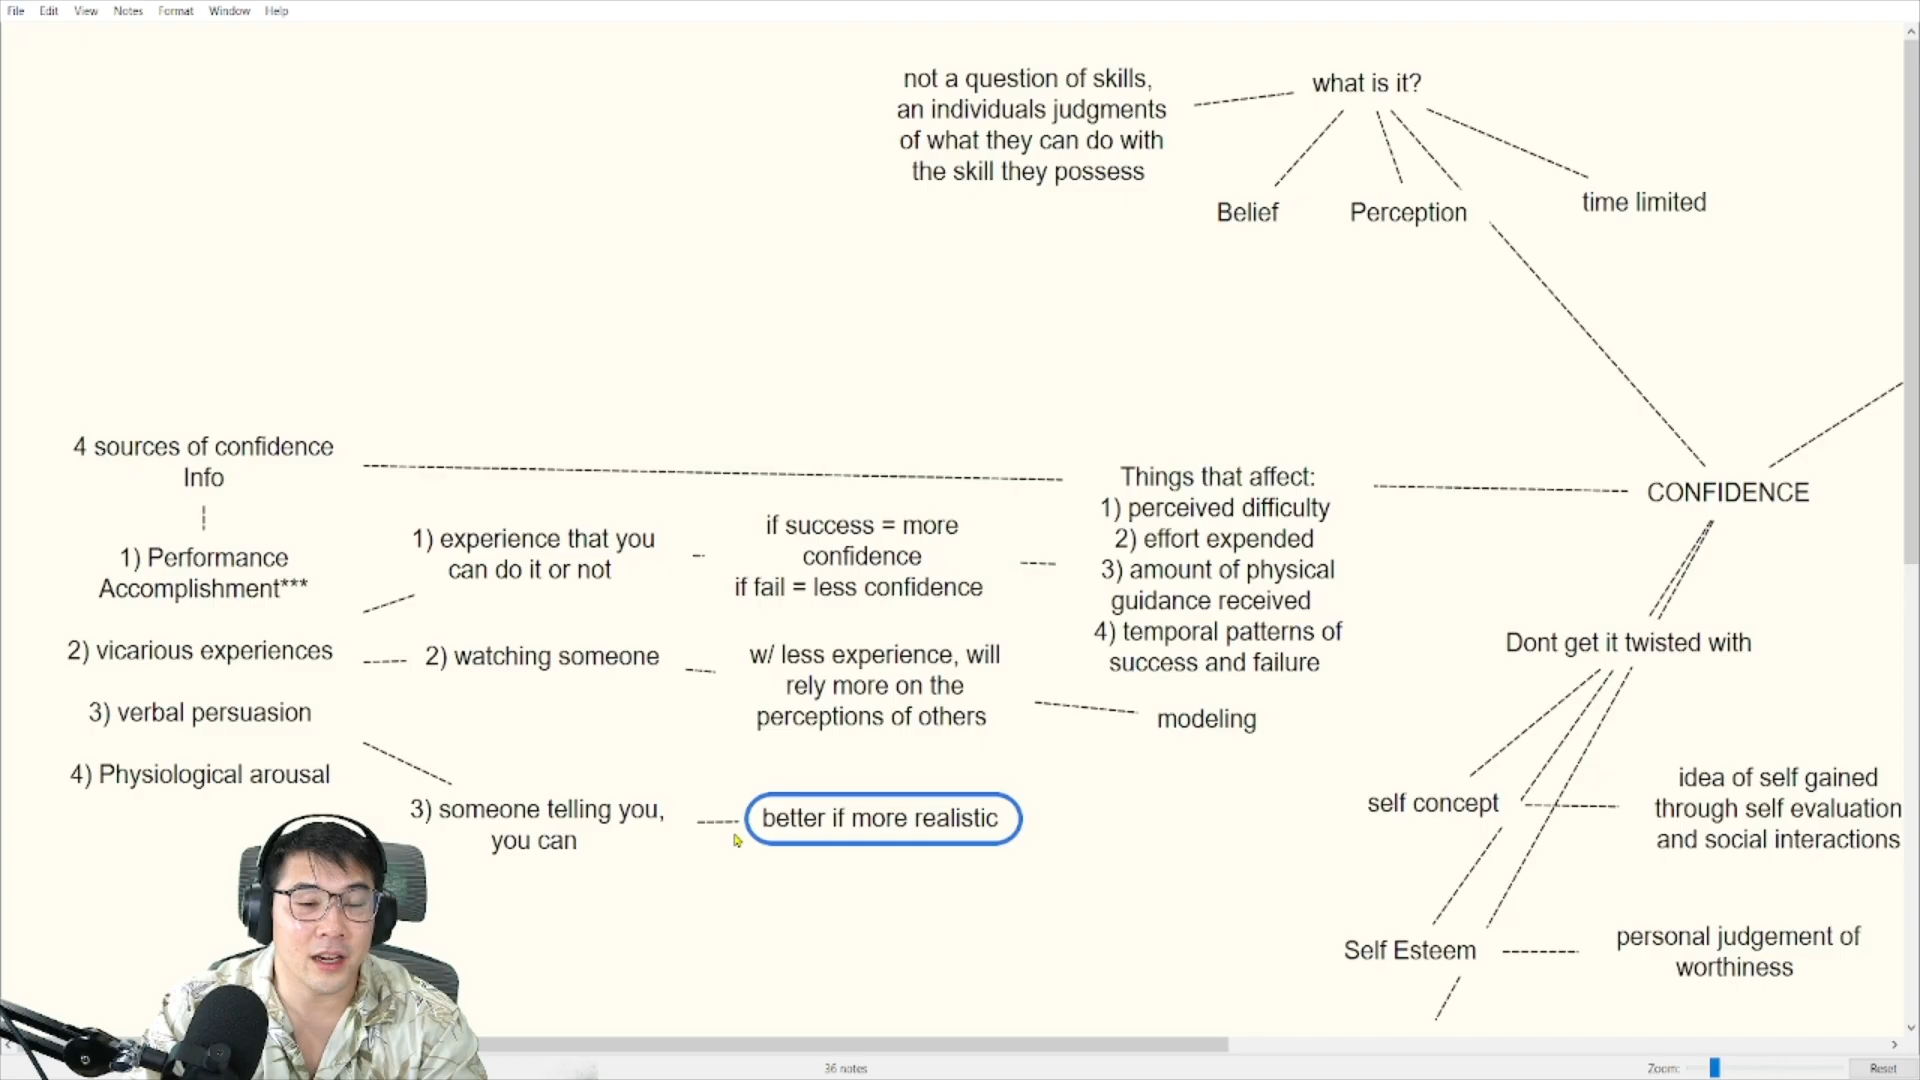 File Edit View Notes Format Window Help
not a question of skills,
an individuals judgments
of what they can do with
the skill they possess
what is it?
Belief
Perception
time limited
4 sources of confidence
Info
1) Performance
Accomplishment***
2) vicarious experiences
3) verbal persuasion
4) Physiological arousal
1) experience that you
can do it or not
2) watching someone
3) someone telling you,
you can
if success = more
confidence
if fail = less confidence
w/ less experience, will
rely more on the
perceptions of others
better if more realistic
Things that affect:
1) perceived difficulty
2) effort expended
3) amount of physical
guidance received
4) temporal patterns of
success and failure
modeling
CONFIDENCE
Dont get it twisted with
self concept
idea of self gained
through self evaluation
and social interactions
Self Esteem
personal judgement of
worthiness
36 notes
Zoom:
Reset